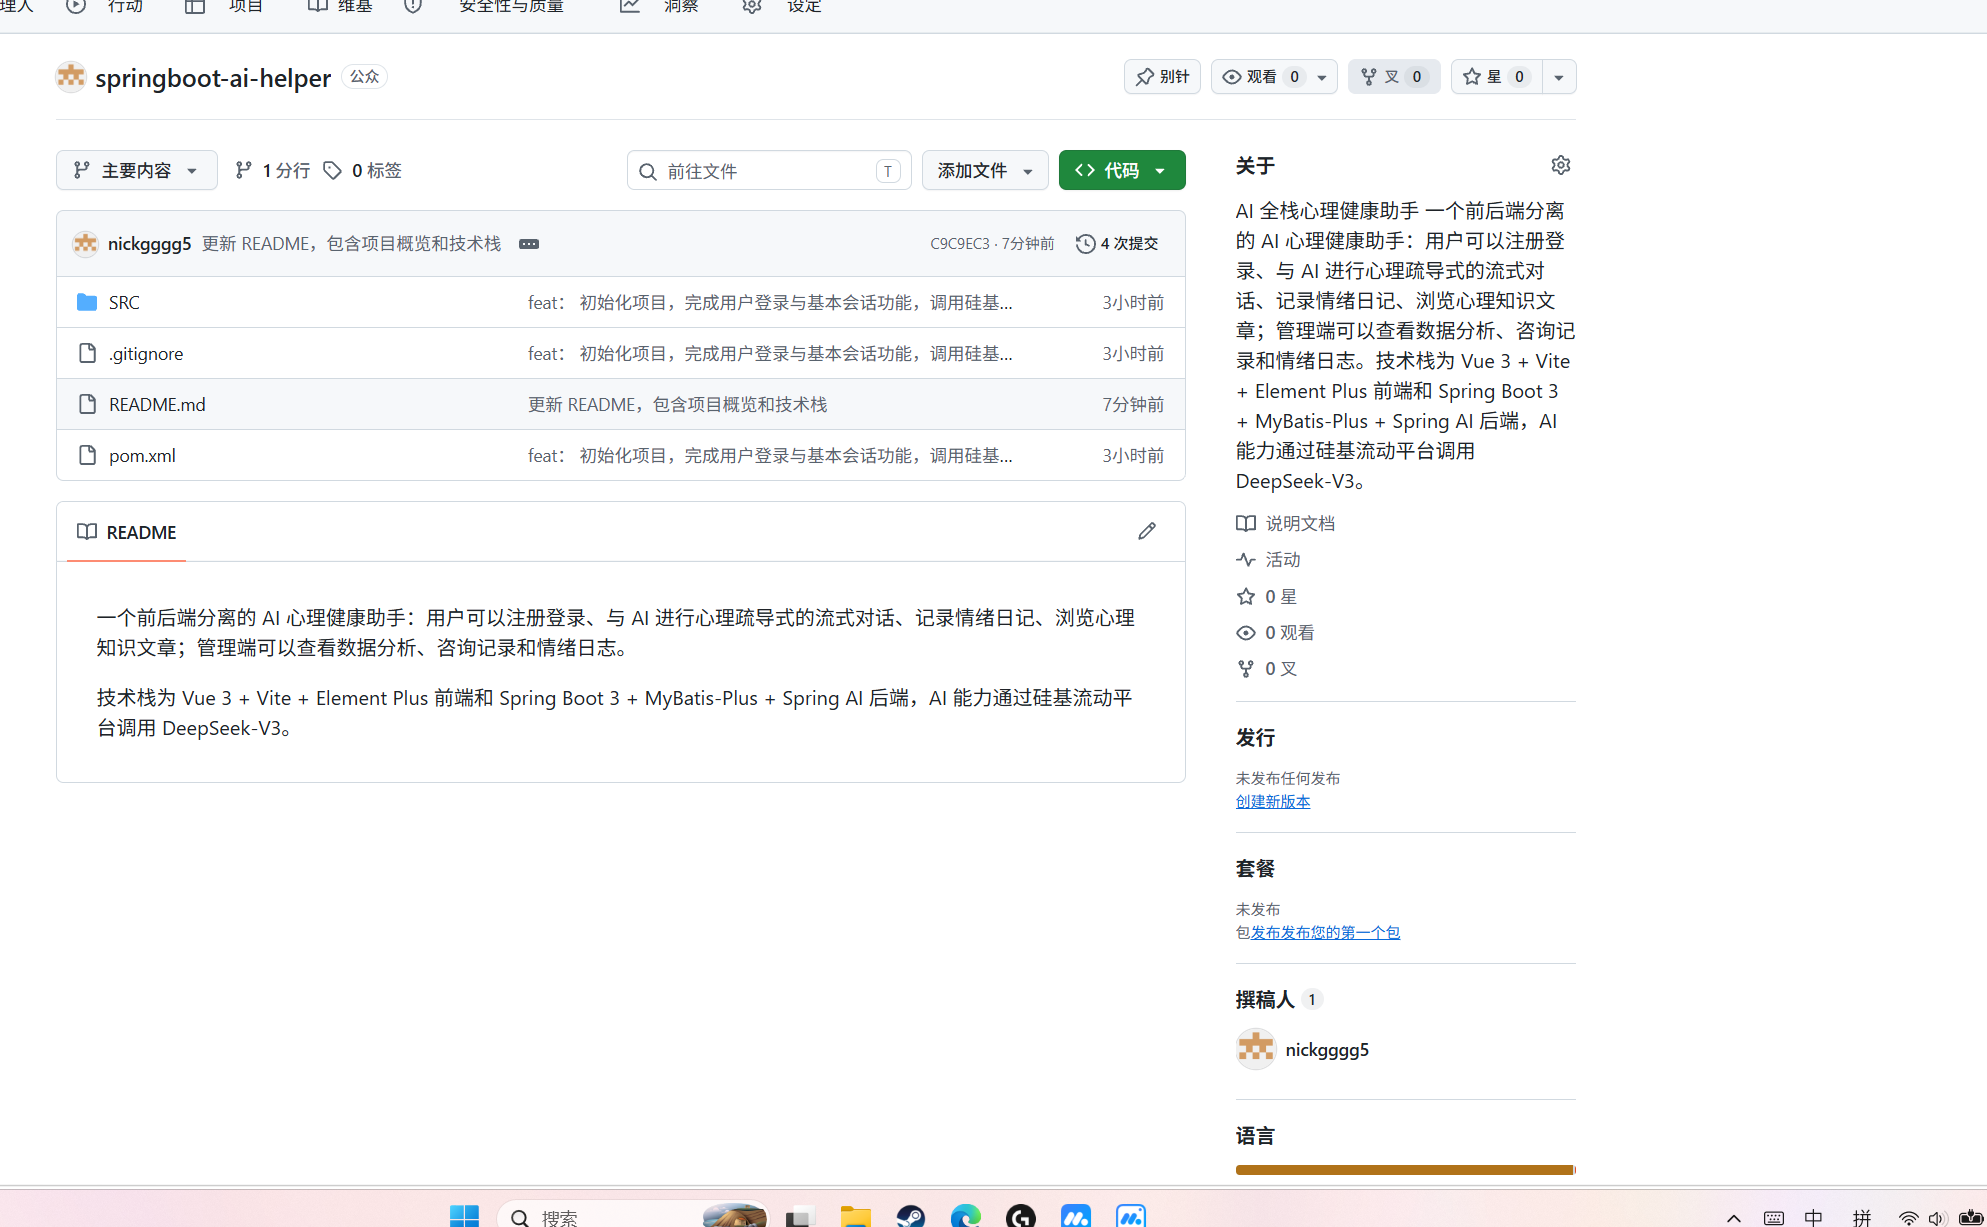 理人 行动 项目 维基 安全性与质量 洞察 设定
springboot-ai-helper 公众 别针 观看 0 叉 0 星 0
主要内容 1 分行 0 标签 前往文件 T 添加文件 代码
nickgggg5 更新 README，包含项目概览和技术栈 C9C9EC3 · 7分钟前 4 次提交
SRC feat： 初始化项目，完成用户登录与基本会话功能，调用硅基... 3小时前
.gitignore feat： 初始化项目，完成用户登录与基本会话功能，调用硅基... 3小时前
README.md 更新 README，包含项目概览和技术栈 7分钟前
pom.xml feat： 初始化项目，完成用户登录与基本会话功能，调用硅基... 3小时前
README
一个前后端分离的 AI 心理健康助手：用户可以注册登录、与 AI 进行心理疏导式的流式对话、记录情绪日记、浏览心理
知识文章；管理端可以查看数据分析、咨询记录和情绪日志。
技术栈为 Vue 3 + Vite + Element Plus 前端和 Spring Boot 3 + MyBatis-Plus + Spring AI 后端，AI 能力通过硅基流动平
台调用 DeepSeek-V3。
关于
AI 全栈心理健康助手 一个前后端分离
的 AI 心理健康助手：用户可以注册登
录、与 AI 进行心理疏导式的流式对
话、记录情绪日记、浏览心理知识文
章；管理端可以查看数据分析、咨询记
录和情绪日志。技术栈为 Vue 3 + Vite
+ Element Plus 前端和 Spring Boot 3
+ MyBatis-Plus + Spring AI 后端，AI
能力通过硅基流动平台调用
DeepSeek-V3。
说明文档
活动
0 星
0 观看
0 叉
发行
未发布任何发布
创建新版本
套餐
未发布
包发布发布您的第一个包
撰稿人 1
nickgggg5
语言
搜索 中 拼